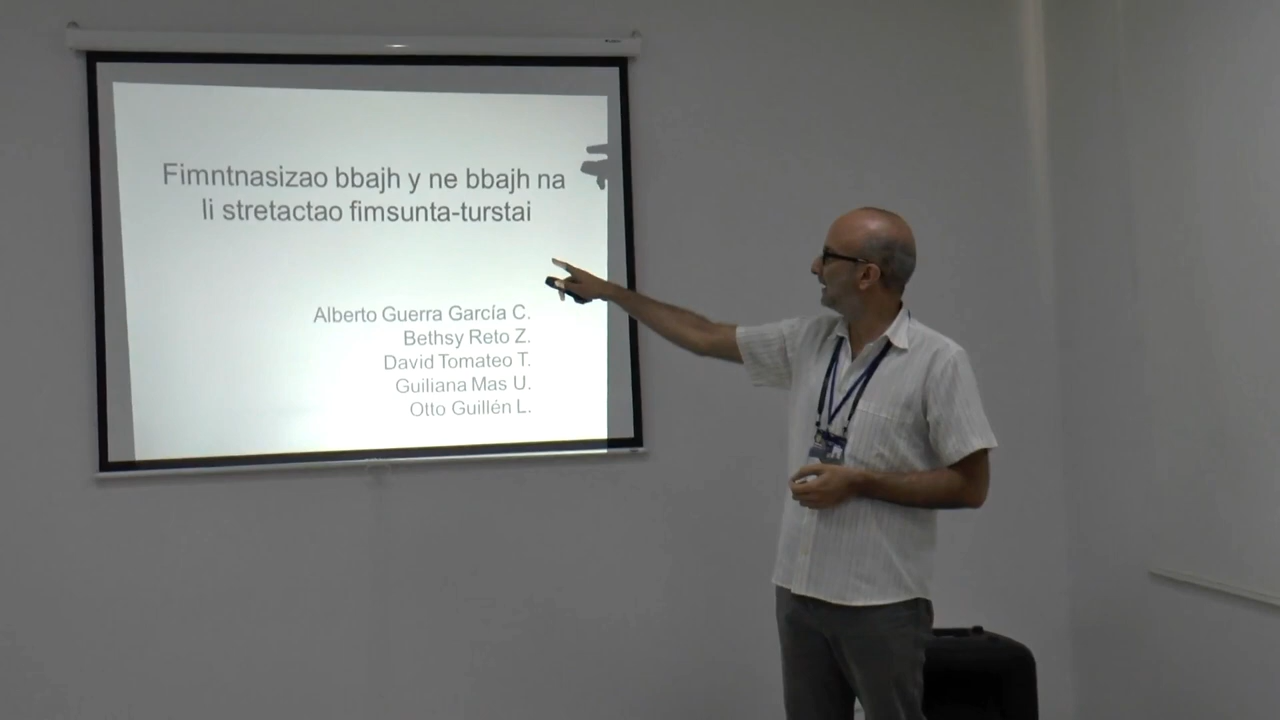 Fimntnasizao bbajh y ne bbajh na
li stretactao fimsunta-turstai
Alberto Guerra García C.
Bethsy Reto Z.
David Tomateo T.
Guiliana Mas U.
Otto Guillén L.